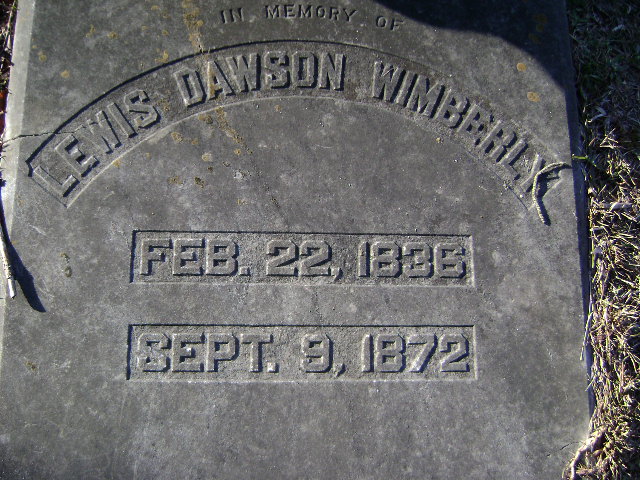 IN MEMORY OF
LEWIS DAWSON WIMBERLY
FEB. 22, 1836
SEPT. 9, 1872